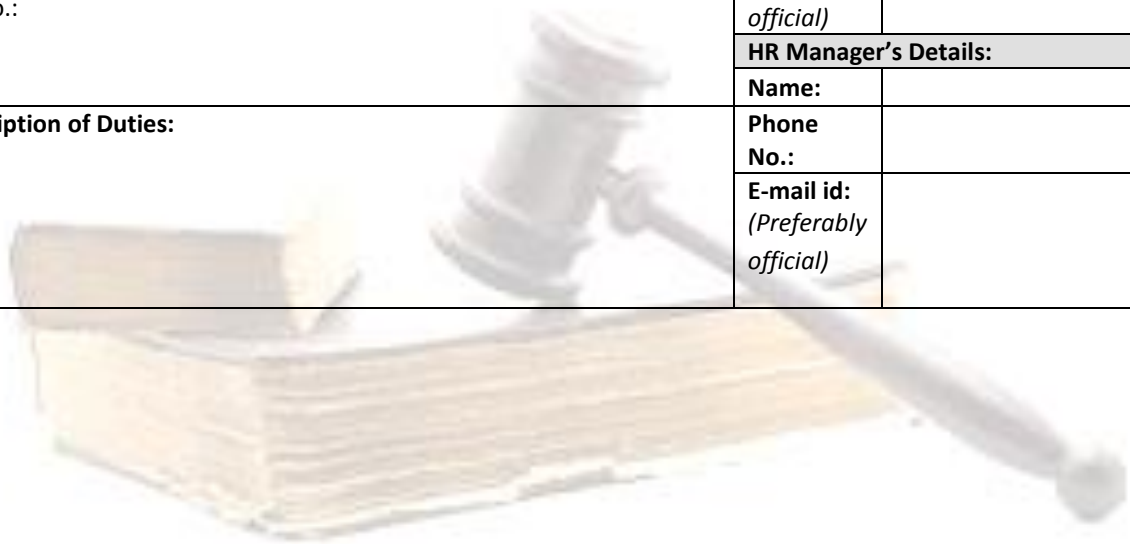 .:
official)
HR Manager's Details:
Name:
iption of Duties:
Phone
No.:
E-mail id:
(Preferably
official)